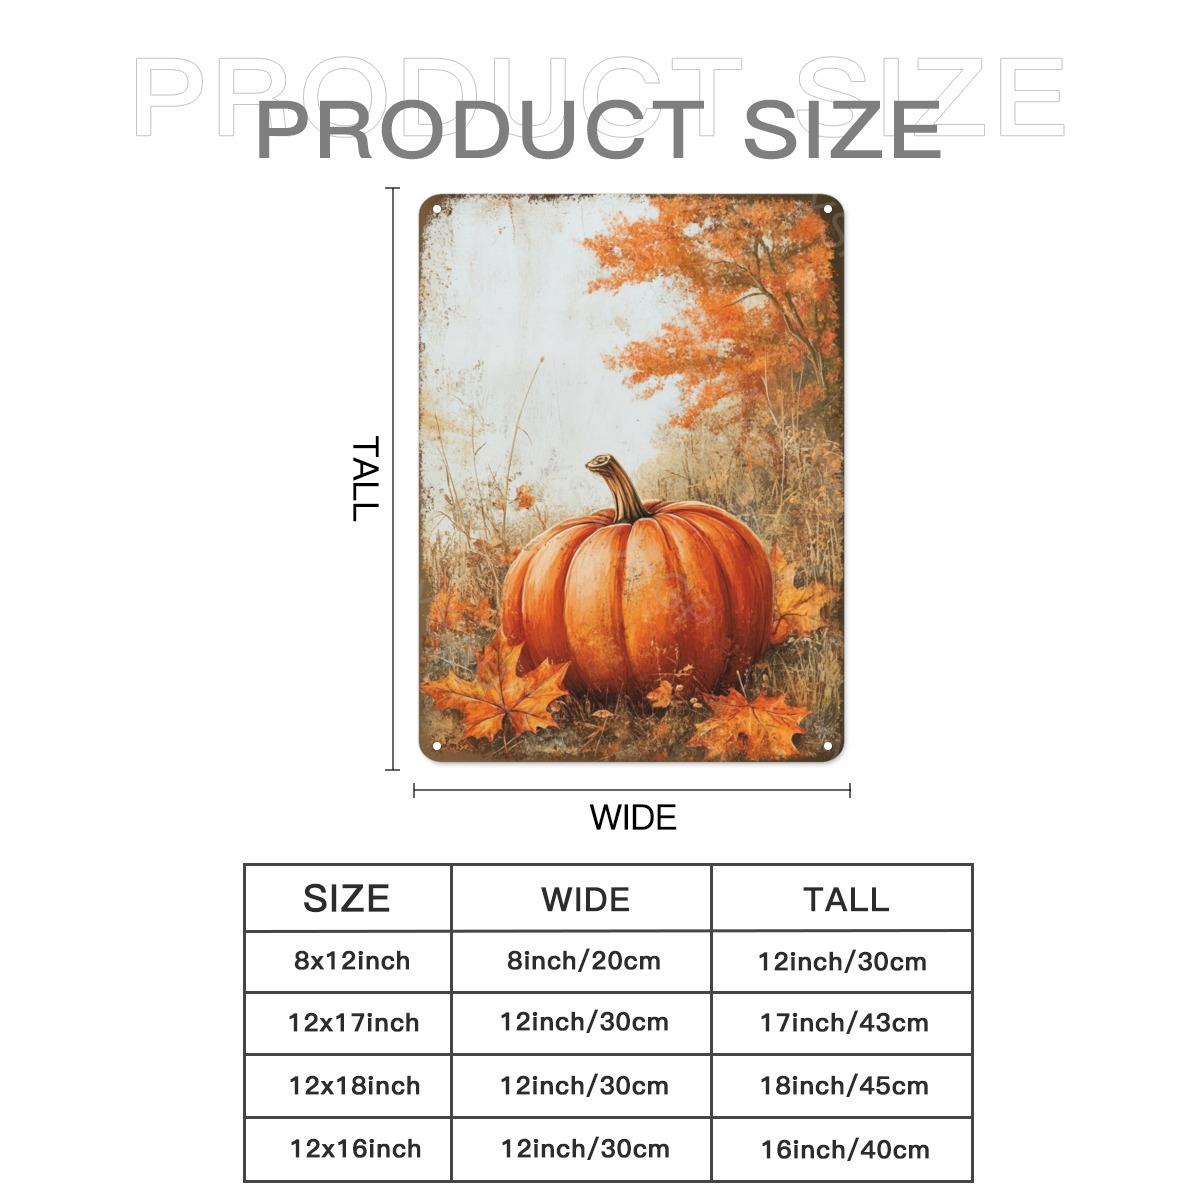 PRODUCT SIZE
PRODUCT SIZE
TALL
WIDE
SIZE WIDE TALL
8x12inch 8inch/20cm 12inch/30cm
12x17inch 12inch/30cm 17inch/43cm
12x18inch 12inch/30cm 18inch/45cm
12x16inch 12inch/30cm 16inch/40cm